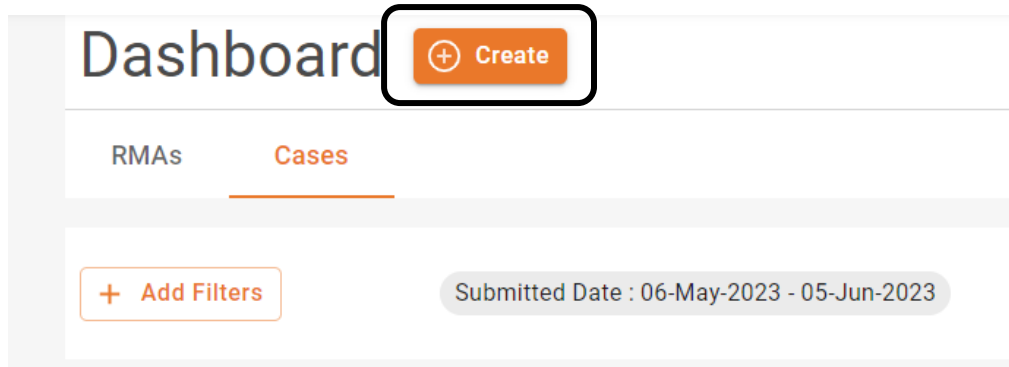 Dashboard Create
RMAs Cases
+ Add Filters Submitted Date : 06-May-2023 - 05-Jun-2023